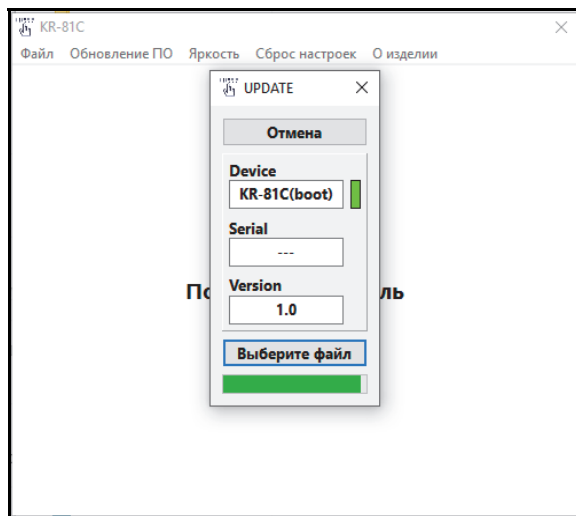 KR-81C
Файл Обновление ПО Яркость Сброс настроек О изделии
UPDATE
Отмена
Device
KR-81C(boot)
Serial
---
Version
1.0
Выберите файл